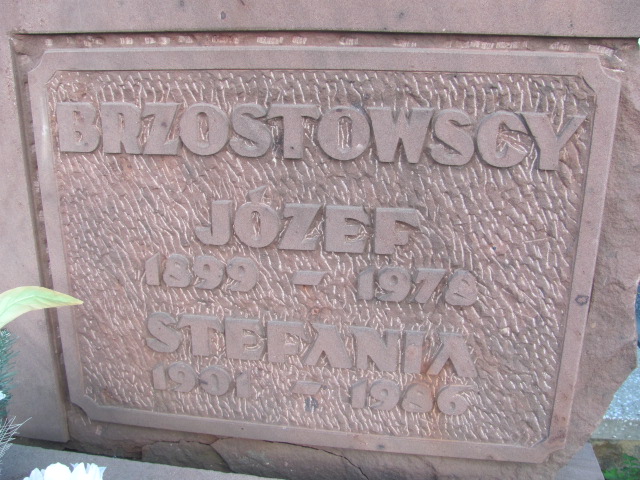 BRZOSTOWSCY
JÓZEF
1899 - 1978
STEFANIA
1901 - 1986